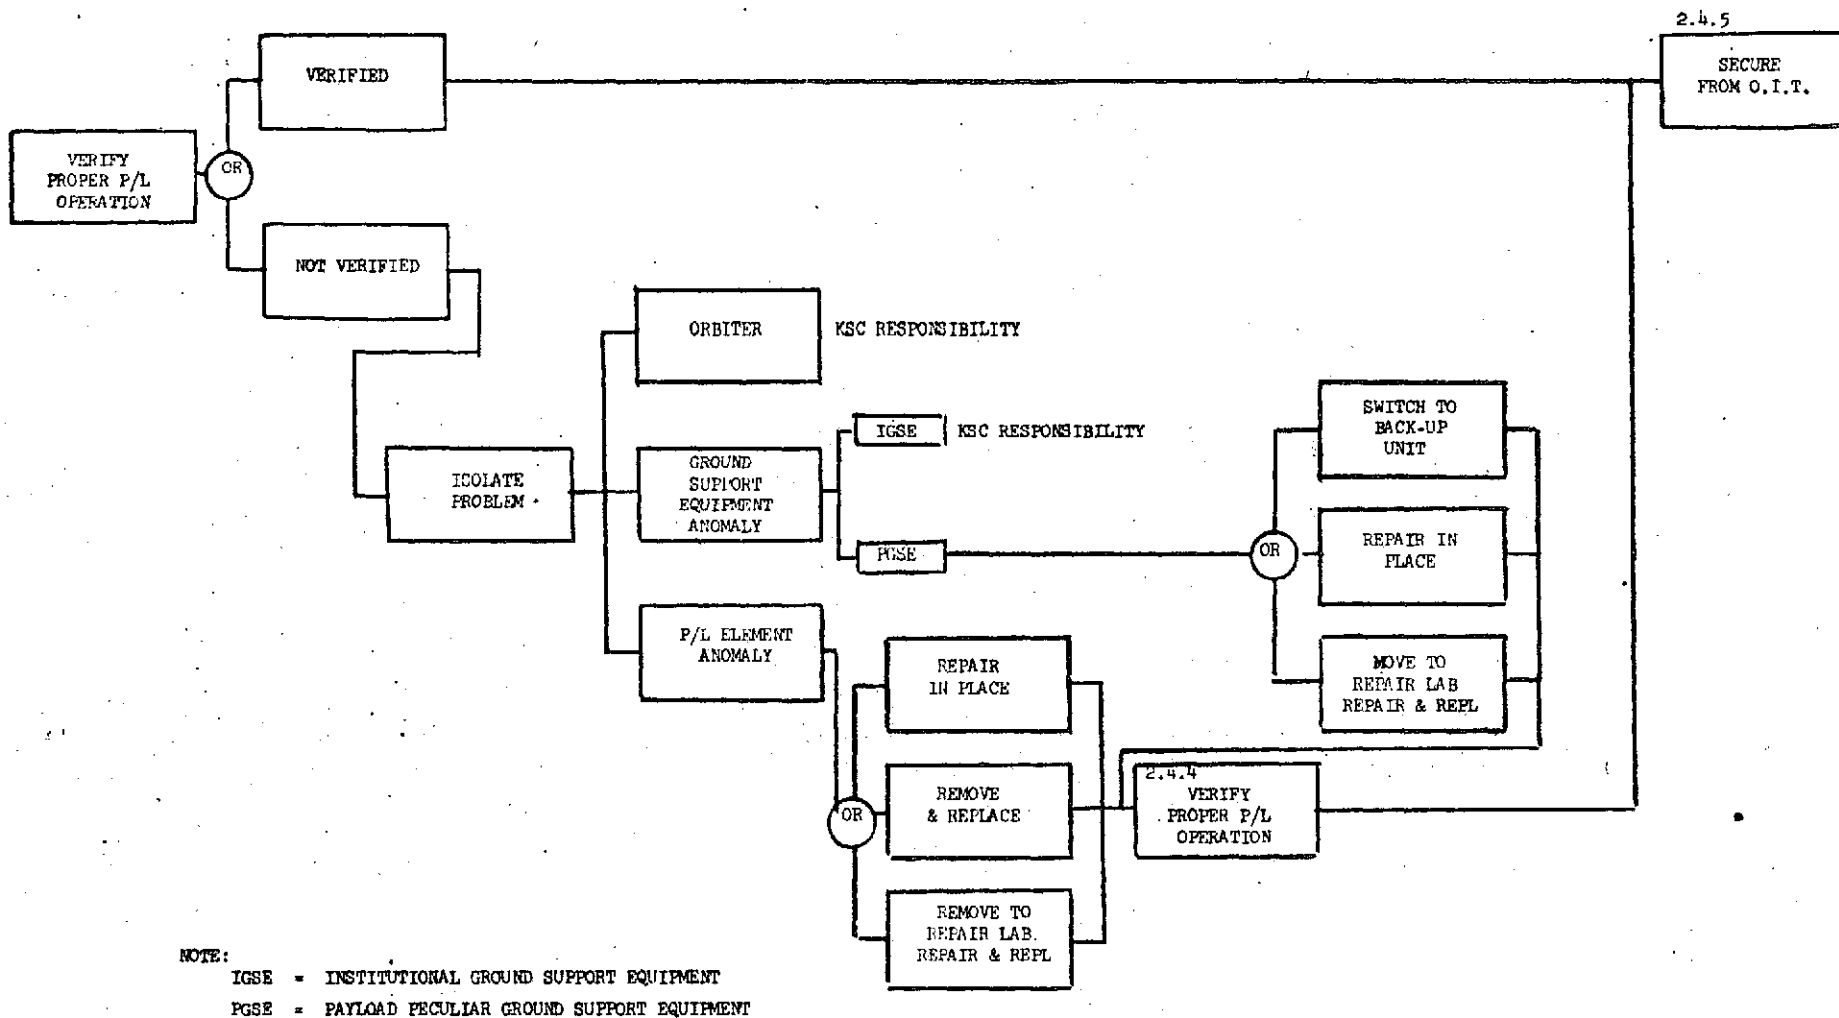 2.4.5
SECURE
FROM O.I.T.
VERIFIED
VERIFY
PROPER P/L
OPERATION
OR
NOT VERIFIED
ORBITER
KSC RESPONSIBILITY
IGSE
KSC RESPONSIBILITY
SWITCH TO
BACK-UP
UNIT
ISOLATE
PROBLEM
GROUND
SUPPORT
EQUIPMENT
ANOMALY
PGSE
OR
REPAIR IN
PLACE
P/L ELEMENT
ANOMALY
REPAIR
IN PLACE
MOVE TO
REPAIR LAB
REPAIR & REPL
OR
REMOVE
& REPLACE
2.4.4
VERIFY
PROPER P/L
OPERATION
REMOVE TO
REPAIR LAB.
REPAIR & REPL
NOTE:
IGSE = INSTITUTIONAL GROUND SUPPORT EQUIPMENT
PGSE = PAYLOAD PECULIAR GROUND SUPPORT EQUIPMENT